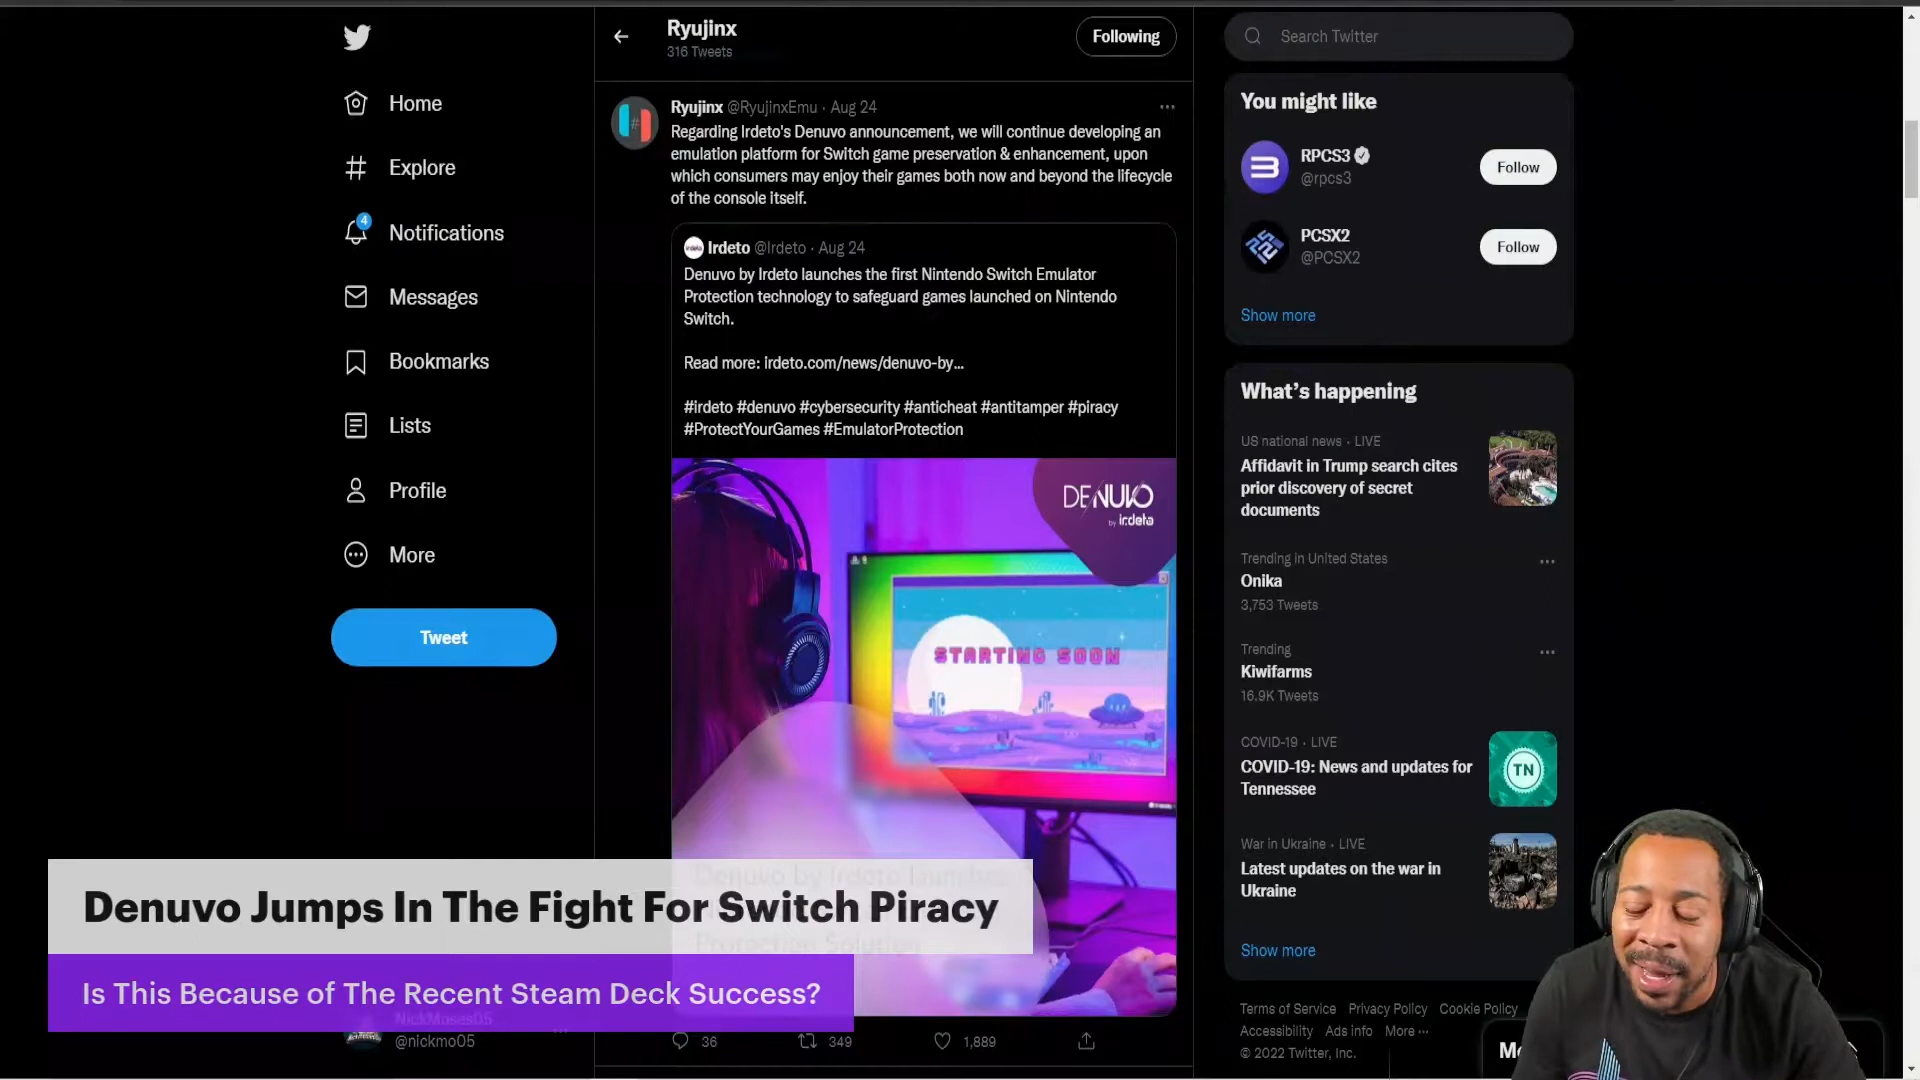 Home
Explore
4
Notifications
Messages
Bookmarks
Lists
Profile
More
Tweet
NickMoses05
@nickmo05
Ryujinx
316 Tweets
Following
Ryujinx @RyujinxEmu · Aug 24
Regarding Irdeto's Denuvo announcement, we will continue developing an
emulation platform for Switch game preservation & enhancement, upon
which consumers may enjoy their games both now and beyond the lifecycle
of the console itself.
Irdeto @Irdeto · Aug 24
Denuvo by Irdeto launches the first Nintendo Switch Emulator
Protection technology to safeguard games launched on Nintendo
Switch.
Read more: irdeto.com/news/denuvo-by...
#irdeto #denuvo #cybersecurity #anticheat #antitamper #piracy
#ProtectYourGames #EmulatorProtection
DENUVO
by irdeto
STARTING SOON
Denuvo by Irdeto launches
Protection Solution
36
349
1,889
Search Twitter
You might like
RPCS3
@rpcs3
Follow
PCSX2
@PCSX2
Follow
Show more
What's happening
US national news · LIVE
Affidavit in Trump search cites
prior discovery of secret
documents
Trending in United States
Onika
3,753 Tweets
Trending
Kiwifarms
16.9K Tweets
COVID-19 · LIVE
COVID-19: News and updates for
Tennessee
TN
War in Ukraine · LIVE
Latest updates on the war in
Ukraine
Show more
Terms of Service Privacy Policy Cookie Policy
Accessibility Ads info More ...
© 2022 Twitter, Inc.
Denuvo Jumps In The Fight For Switch Piracy
Is This Because of The Recent Steam Deck Success?